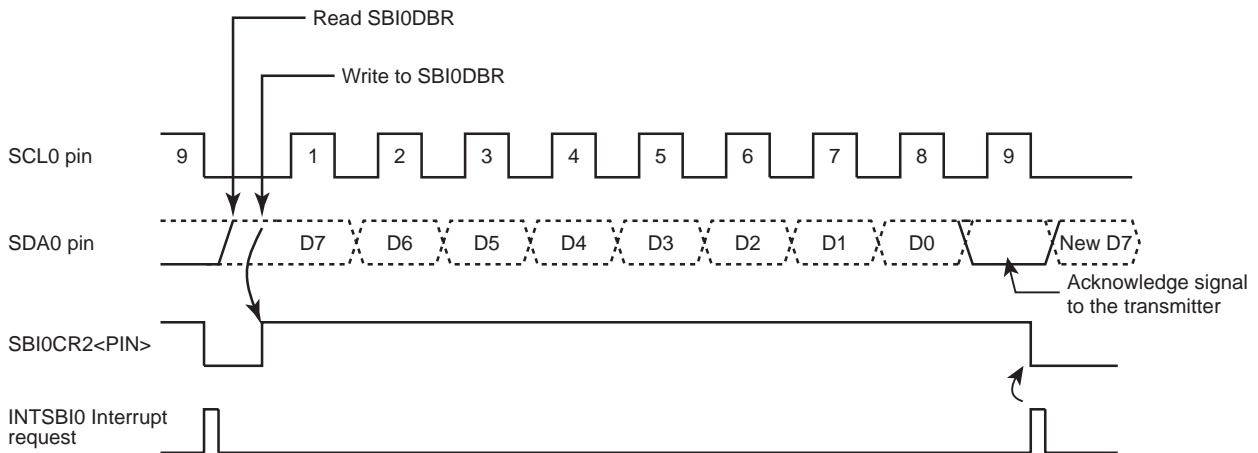 Read SBI0DBR
Write to SBI0DBR
SCL0 pin
9 1 2 3 4 5 6 7 8 9
SDA0 pin
D7 D6 D5 D4 D3 D2 D1 D0 New D7
Acknowledge signal
to the transmitter
SBI0CR2<PIN>
INTSBI0 Interrupt
request